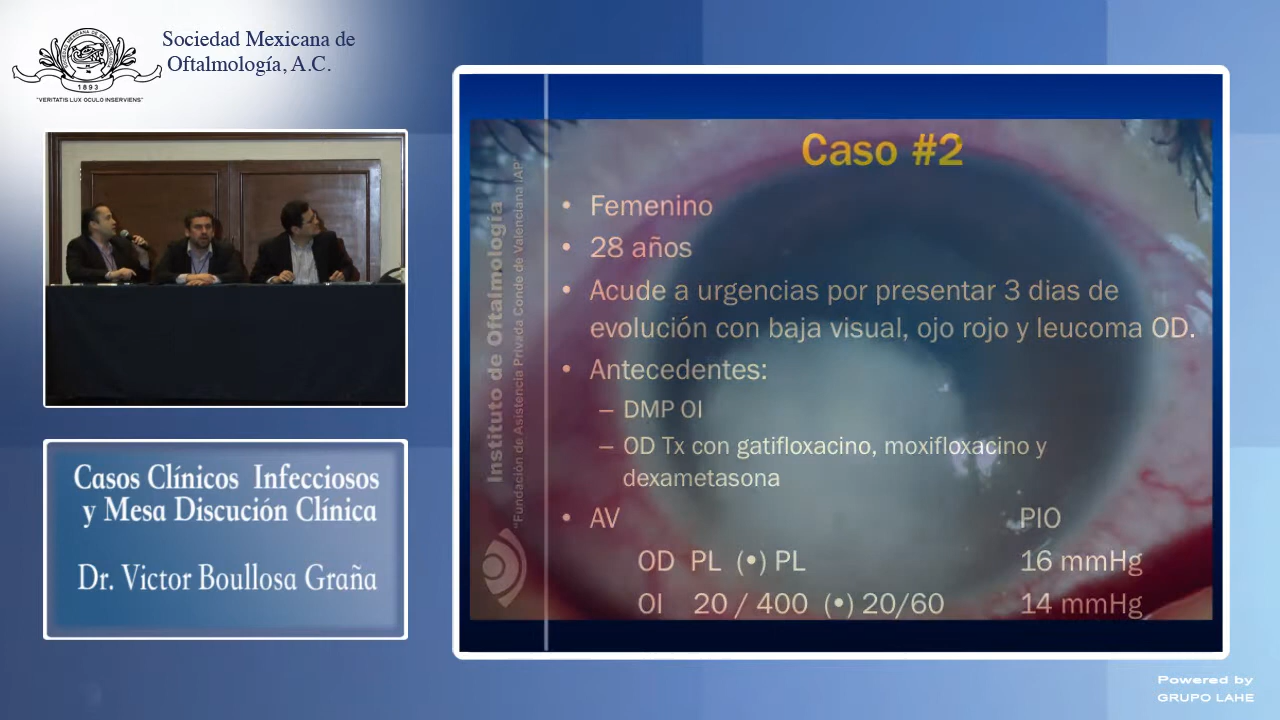 Sociedad Mexicana de
Oftalmología, A.C.
1893
"VERITATIS LUX OCULO INSERVIENS"
Casos Clínicos Infecciosos
y Mesa Discución Clínica
Dr. Victor Boullosa Graña
Instituto de Oftalmología
"Fundación de Asistencia Privada Conde de Valenciana IAP"
Caso #2
• Femenino
• 28 años
• Acude a urgencias por presentar 3 dias de
evolución con baja visual, ojo rojo y leucoma OD.
• Antecedentes:
– DMP OI
– OD Tx con gatifloxacino, moxifloxacino y
dexametasona
• AV PIO
OD PL (•) PL 16 mmHg
OI 20 / 400 (•) 20/60 14 mmHg
Powered by
GRUPO LAHE